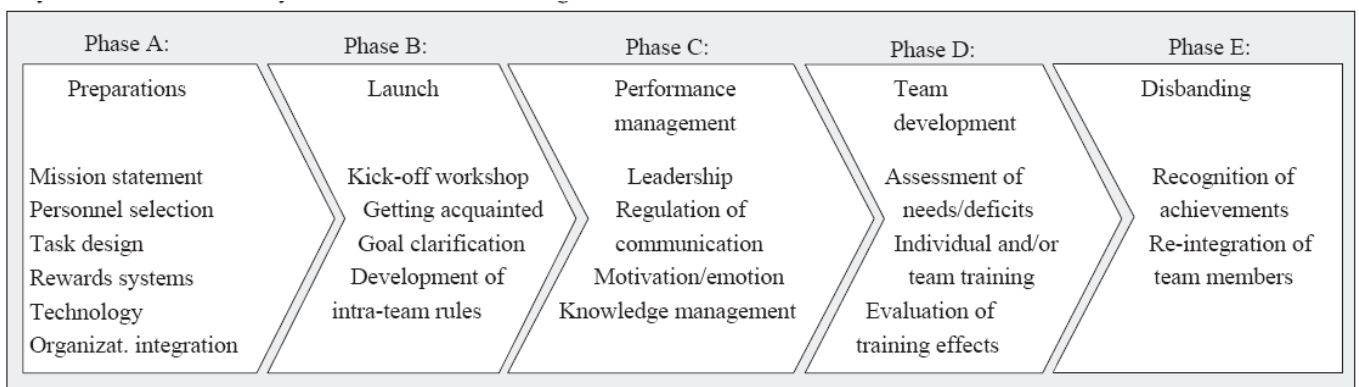 Phase A:
Preparations
Mission statement
Personnel selection
Task design
Rewards systems
Technology
Organizat. integration
Phase B:
Launch
Kick-off workshop
Getting acquainted
Goal clarification
Development of
intra-team rules
Phase C:
Performance
management
Leadership
Regulation of
communication
Motivation/emotion
Knowledge management
Phase D:
Team
development
Assessment of
needs/deficits
Individual and/or
team training
Evaluation of
training effects
Phase E:
Disbanding
Recognition of
achievements
Re-integration of
team members